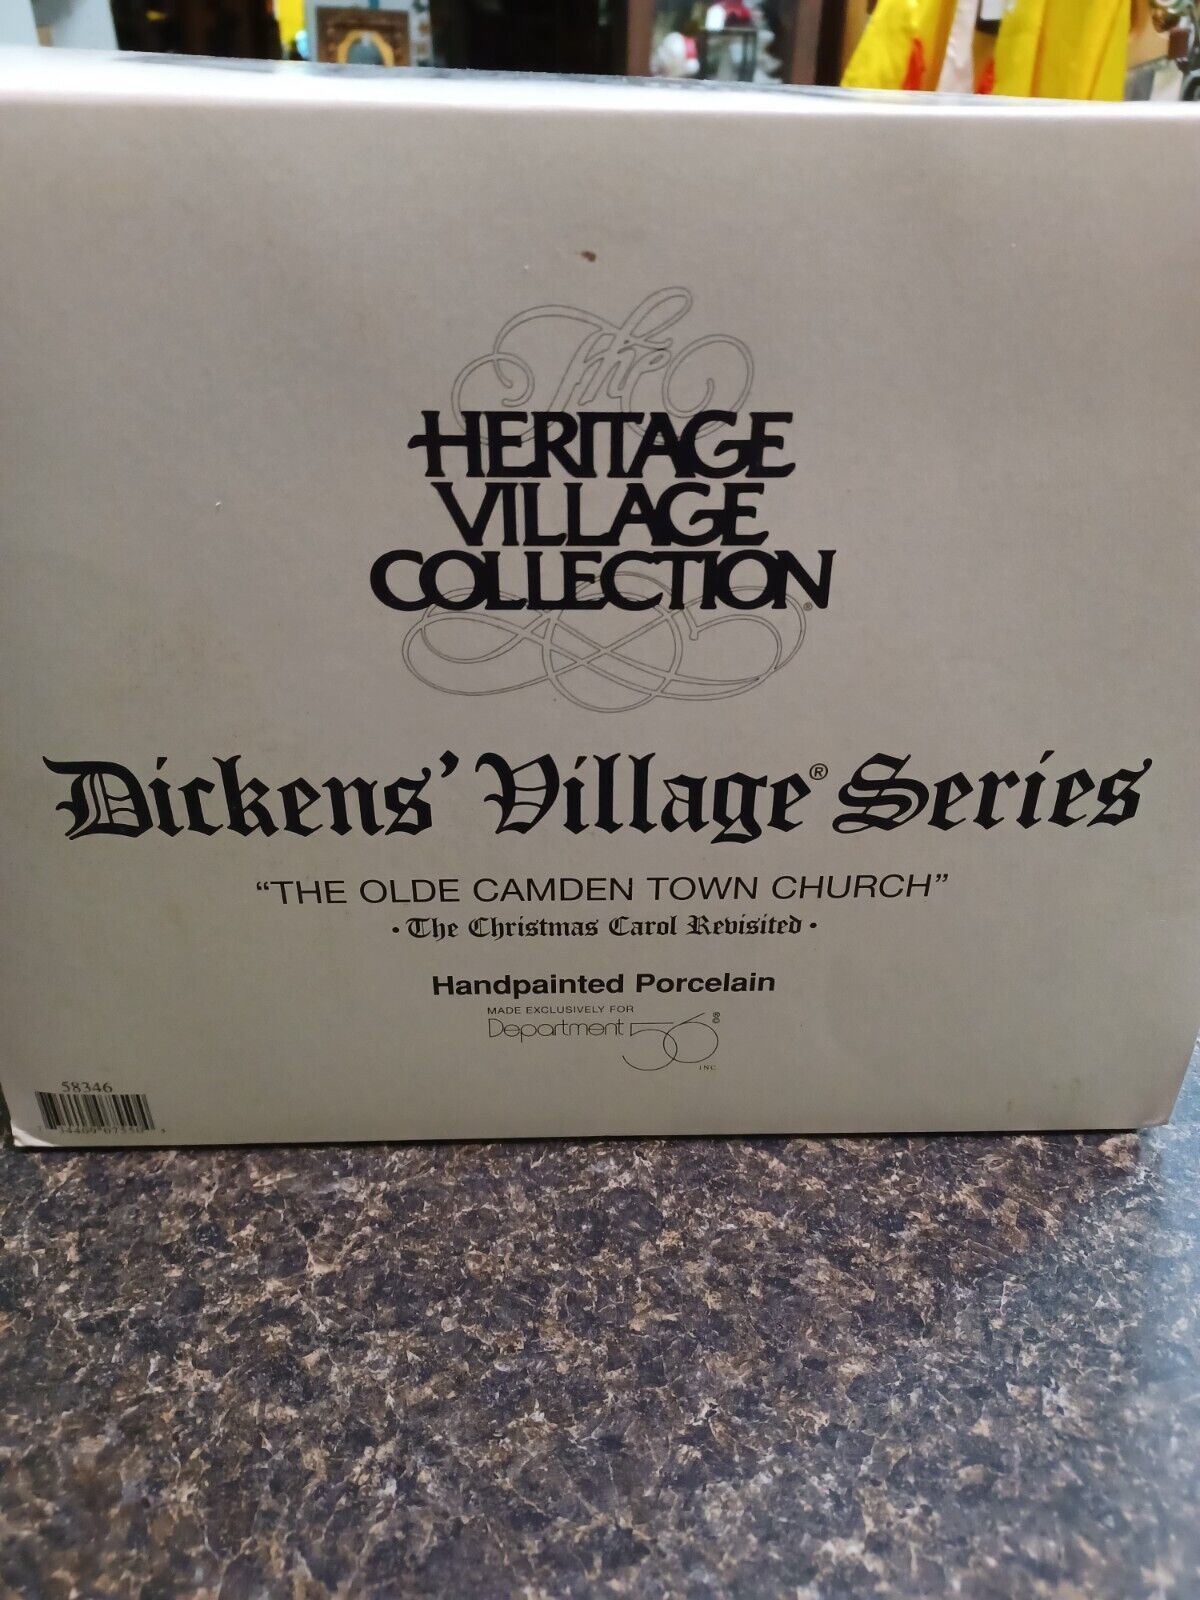 The
HERITAGE
VILLAGE
COLLECTION®
Dickens' Village® Series
“THE OLDE CAMDEN TOWN CHURCH”
• The Christmas Carol Revisited •
Handpainted Porcelain
MADE EXCLUSIVELY FOR
Department 56®
INC.
58346